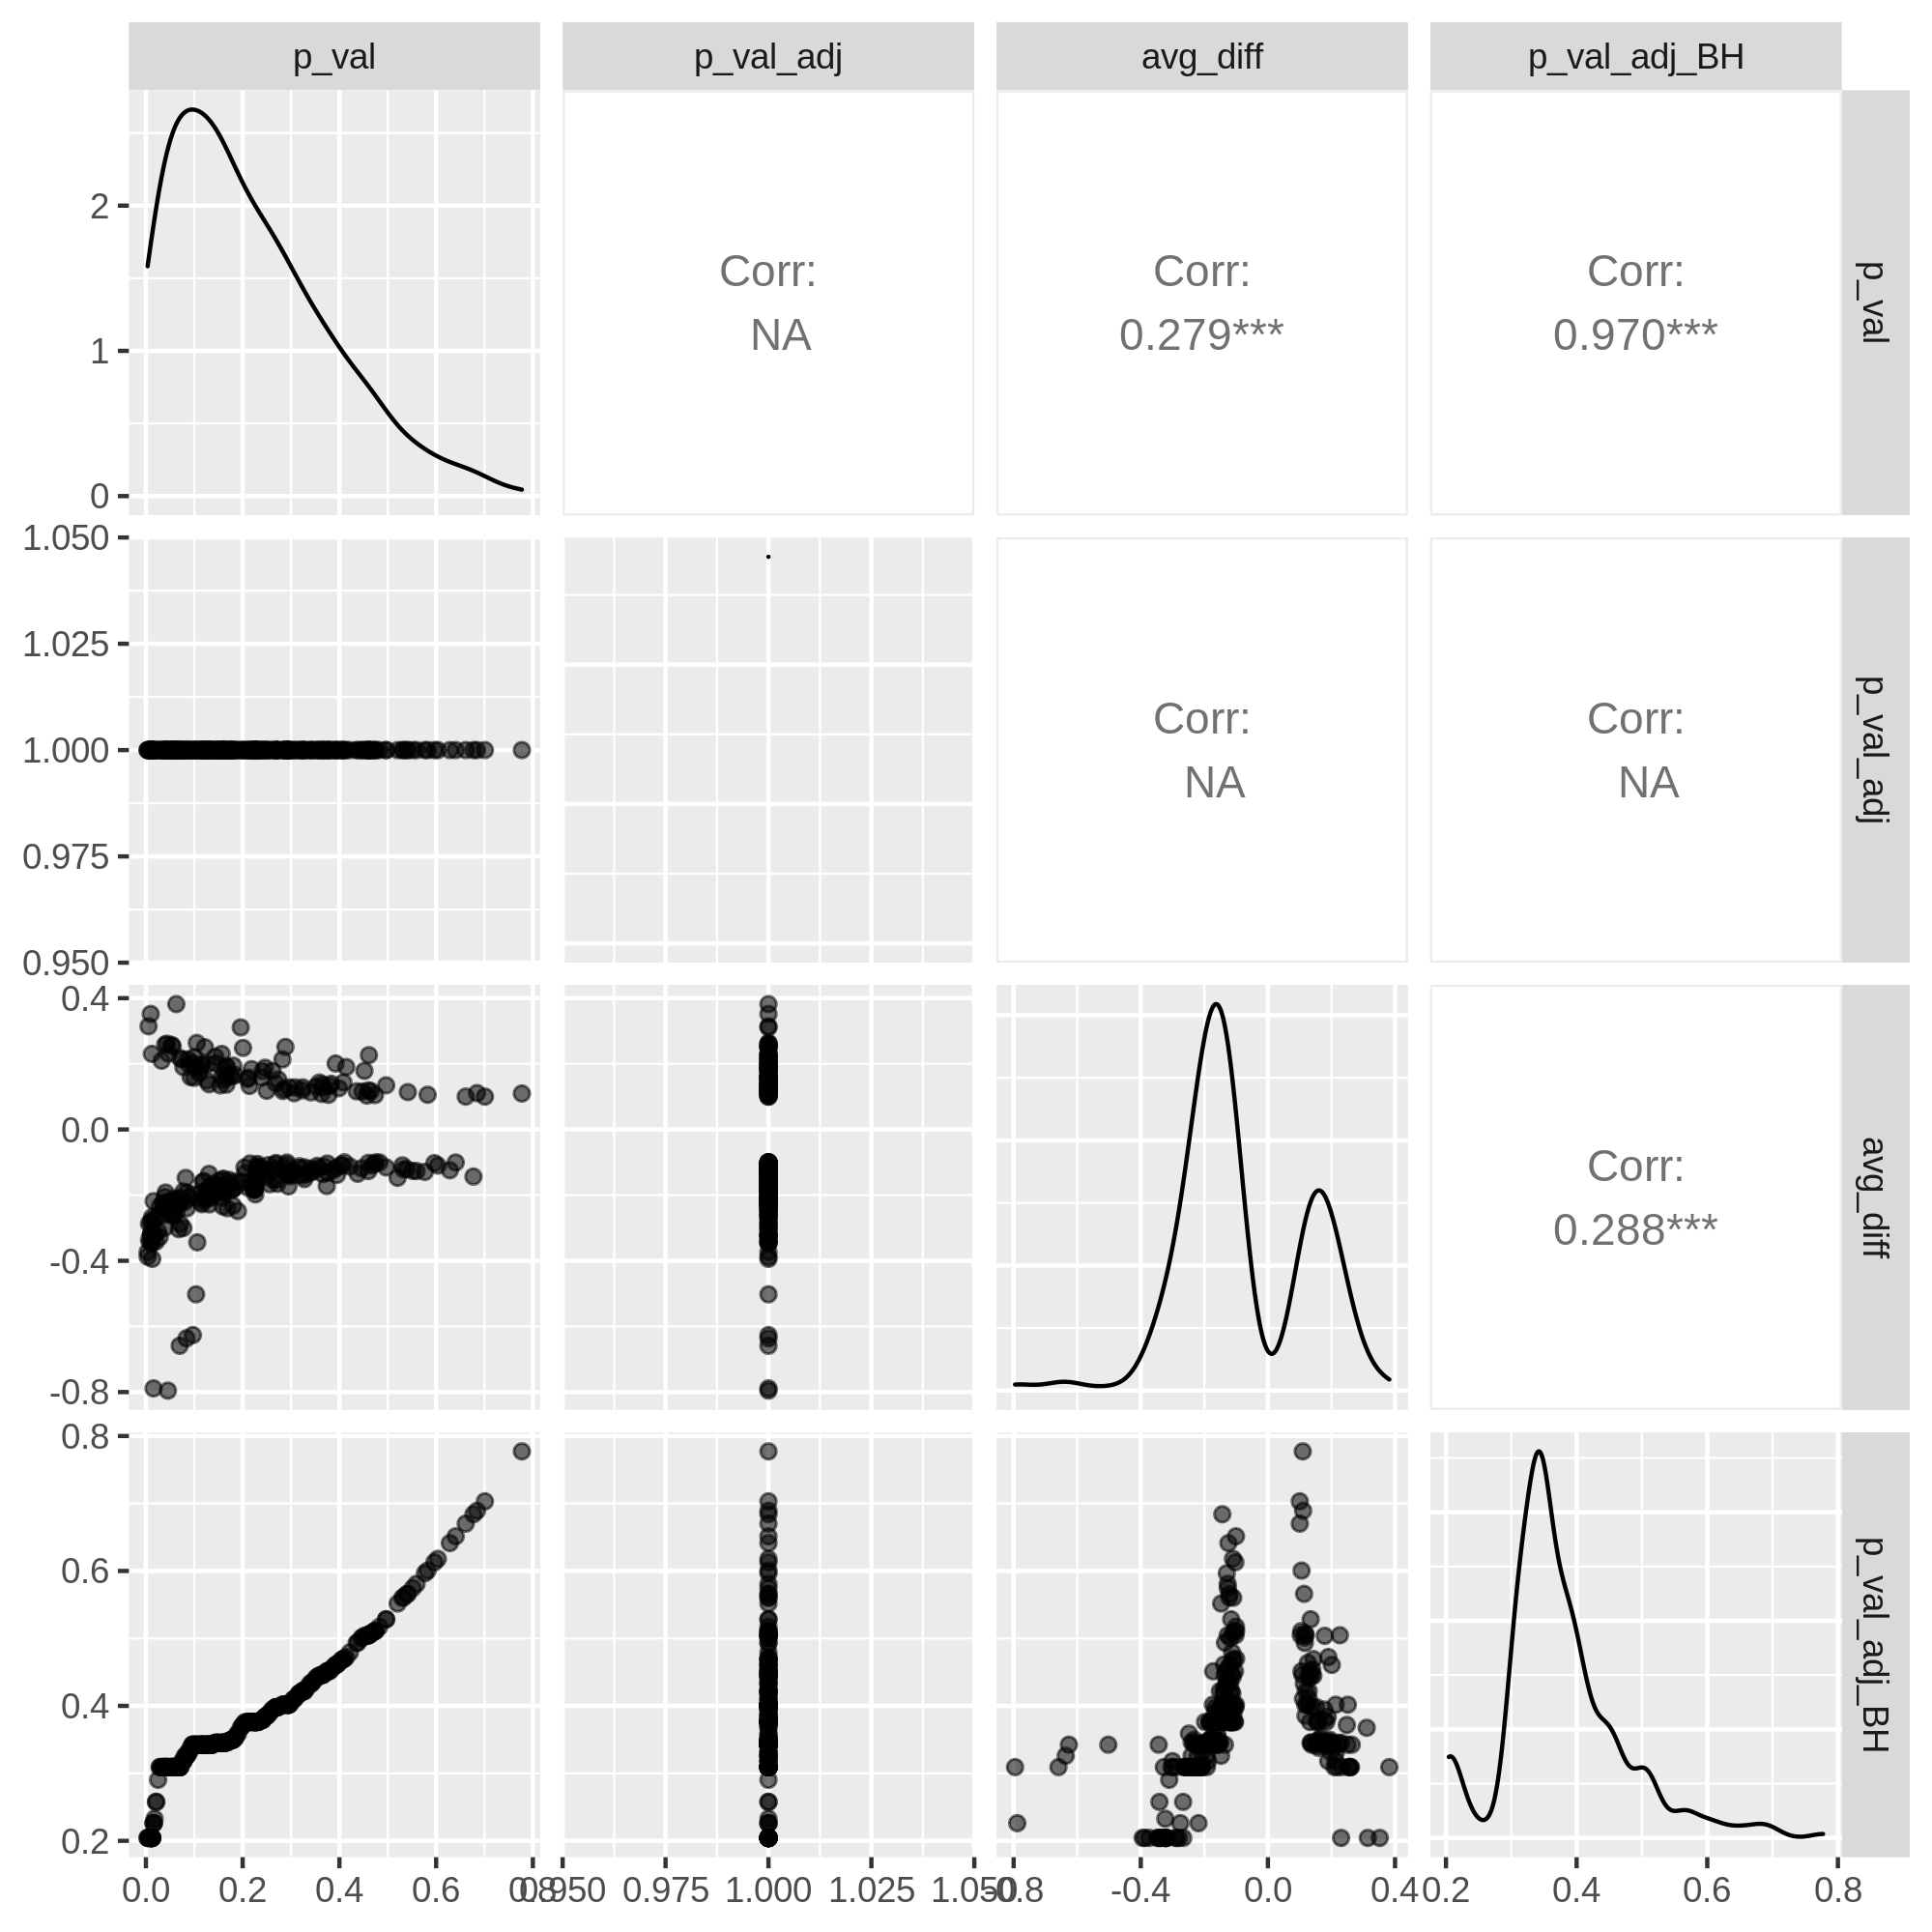 p_val p_val_adj avg_diff p_val_adj_BH
2
1
0
Corr: Corr: Corr:
NA 0.279*** 0.970***
p_val
1.050
1.025
1.000
0.975
0.950
Corr: Corr:
NA NA
p_val_adj
0.4
0.0
-0.4
-0.8
Corr:
0.288***
avg_diff
0.8
0.6
0.4
0.2
p_val_adj_BH
0.0 0.2 0.4 0.6 0.8 0.950 0.975 1.000 1.025 1.050 -0.8 -0.4 0.0 0.4 0.2 0.4 0.6 0.8